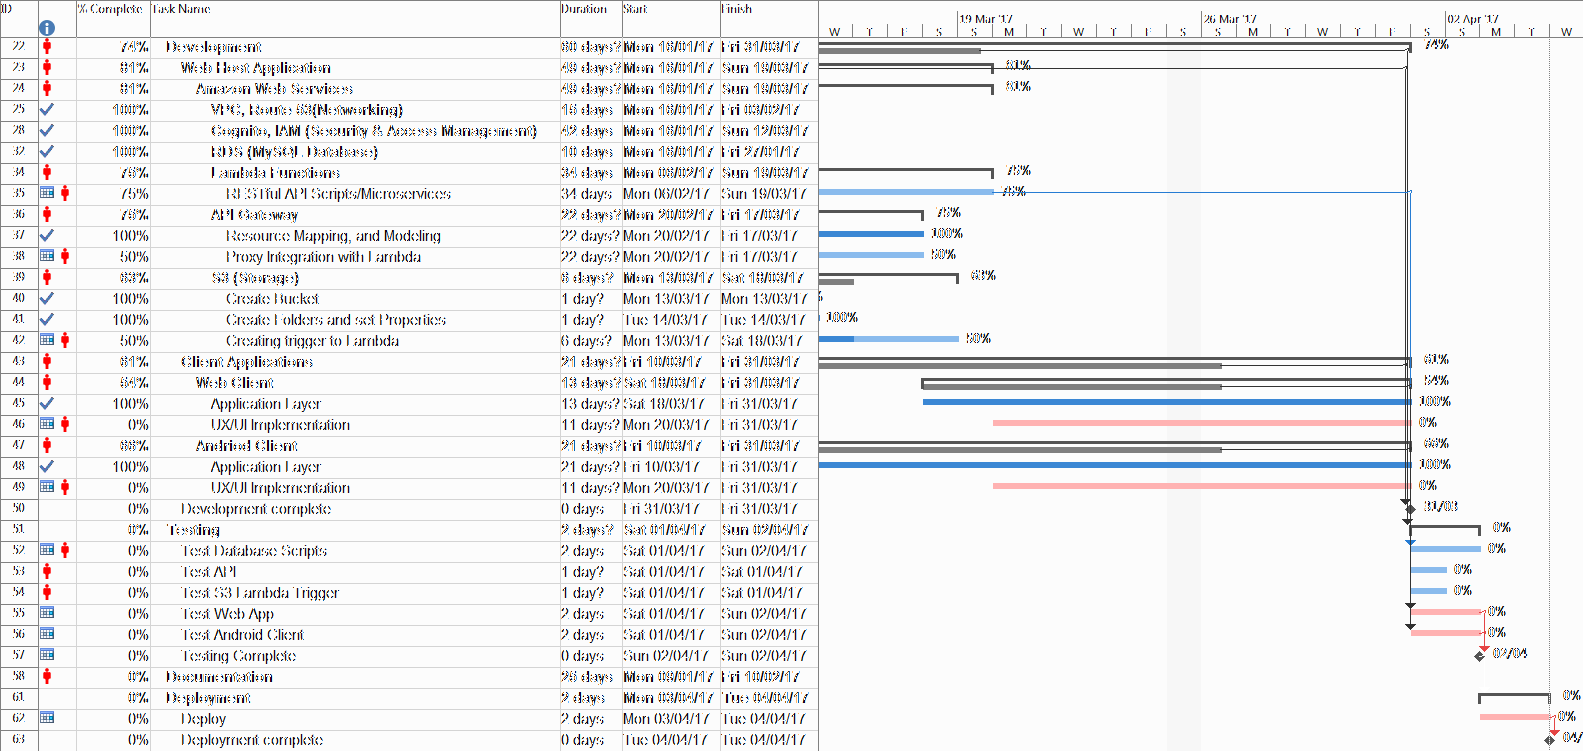 ID % Complete Task Name Duration Start Finish 19 Mar '17 26 Mar '17 02 Apr '17
W T F S S M T W T F S S M T W T F S S M T W
22 74% Development 60 days? Mon 16/01/17 Fri 31/03/17 74%
23 81% Web Host Application 49 days? Mon 16/01/17 Sun 19/03/17 81%
24 81% Amazon Web Services 49 days? Mon 16/01/17 Sun 19/03/17 81%
25 100% VPC, Route 53(Networking) 15 days Mon 16/01/17 Fri 03/02/17
28 100% Cognito, IAM (Security & Access Management) 42 days Mon 16/01/17 Sun 12/03/17
32 100% RDS (MySQL Database) 10 days Mon 16/01/17 Fri 27/01/17
34 75% Lambda Functions 34 days Mon 06/02/17 Sun 19/03/17 75%
35 75% RESTful API Scripts/Microservices 34 days Mon 06/02/17 Sun 19/03/17 75%
36 75% API Gateway 22 days? Mon 20/02/17 Fri 17/03/17 75%
37 100% Resource Mapping, and Modeling 22 days? Mon 20/02/17 Fri 17/03/17 100%
38 50% Proxy Integration with Lambda 22 days? Mon 20/02/17 Fri 17/03/17 50%
39 63% S3 (Storage) 6 days? Mon 13/03/17 Sat 18/03/17 63%
40 100% Create Bucket 1 day? Mon 13/03/17 Mon 13/03/17 %
41 100% Create Folders and set Properties 1 day? Tue 14/03/17 Tue 14/03/17 100%
42 50% Creating trigger to Lambda 6 days? Mon 13/03/17 Sat 18/03/17 50%
43 61% Client Applications 21 days? Fri 10/03/17 Fri 31/03/17 61%
44 54% Web Client 13 days? Sat 18/03/17 Fri 31/03/17 54%
45 100% Application Layer 13 days? Sat 18/03/17 Fri 31/03/17 100%
46 0% UX/UI Implementation 11 days? Mon 20/03/17 Fri 31/03/17 0%
47 66% Andriod Client 21 days? Fri 10/03/17 Fri 31/03/17 66%
48 100% Application Layer 21 days? Fri 10/03/17 Fri 31/03/17 100%
49 0% UX/UI Implementation 11 days? Mon 20/03/17 Fri 31/03/17 0%
50 0% Development complete 0 days Fri 31/03/17 Fri 31/03/17 31/03
51 0% Testing 2 days? Sat 01/04/17 Sun 02/04/17 0%
52 0% Test Database Scripts 2 days Sat 01/04/17 Sun 02/04/17 0%
53 0% Test API 1 day? Sat 01/04/17 Sat 01/04/17 0%
54 0% Test S3 Lambda Trigger 1 day? Sat 01/04/17 Sat 01/04/17 0%
55 0% Test Web App 2 days Sat 01/04/17 Sun 02/04/17 0%
56 0% Test Android Client 2 days Sat 01/04/17 Sun 02/04/17 0%
57 0% Testing Complete 0 days Sun 02/04/17 Sun 02/04/17 02/04
58 0% Documentation 25 days Mon 09/01/17 Fri 10/02/17
61 0% Deployment 2 days Mon 03/04/17 Tue 04/04/17 0%
62 0% Deploy 2 days Mon 03/04/17 Tue 04/04/17 0%
63 0% Deployment complete 0 days Tue 04/04/17 Tue 04/04/17 04/